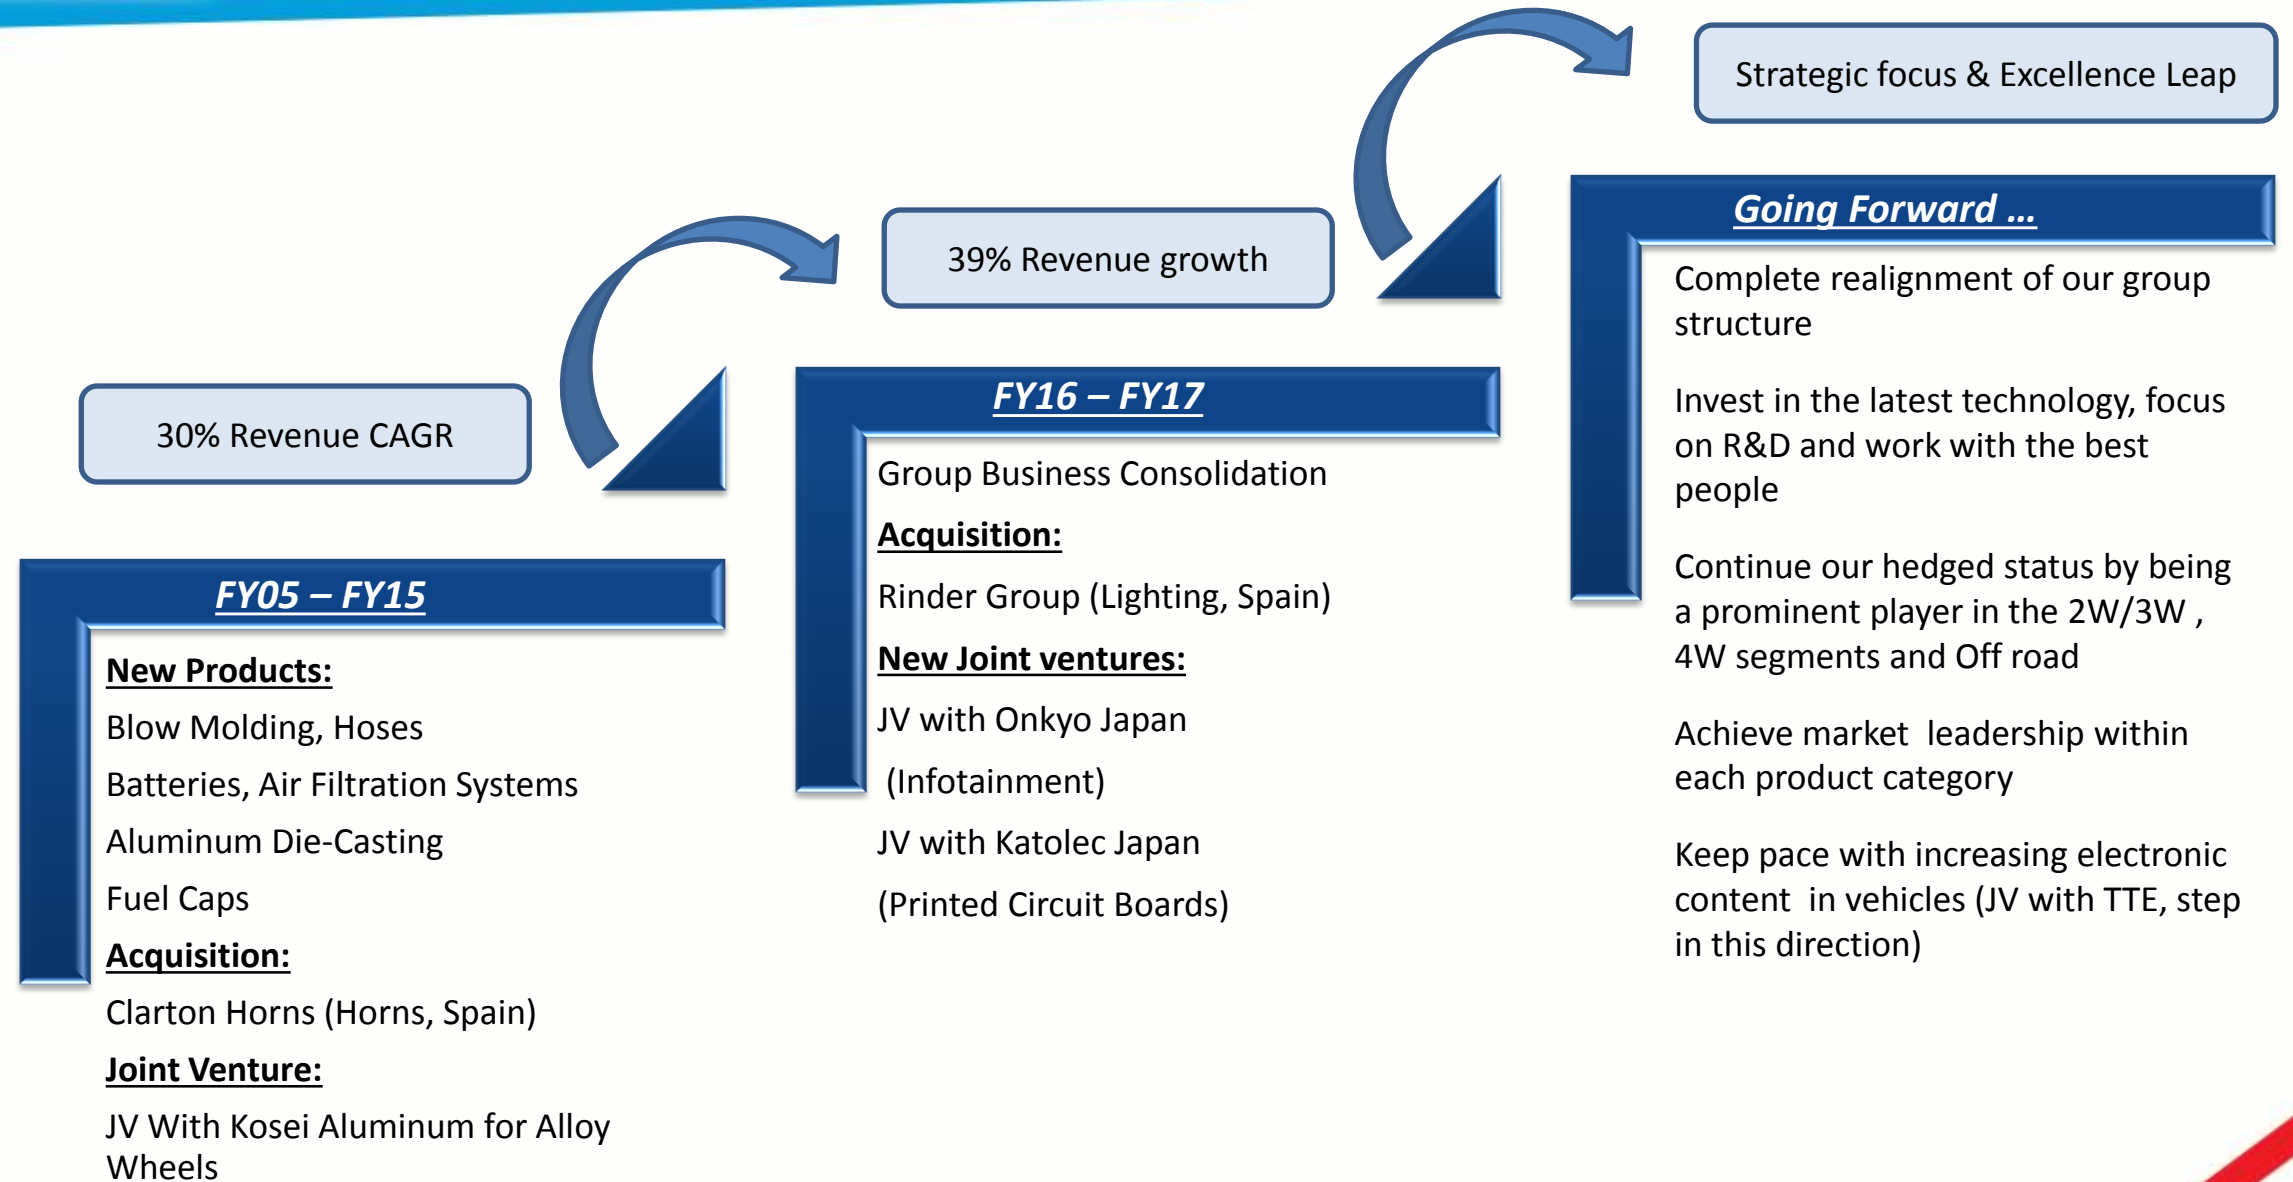 30% Revenue CAGR
FY05 – FY15
New Products:
Blow Molding, Hoses
Batteries, Air Filtration Systems
Aluminum Die-Casting
Fuel Caps
Acquisition:
Clarton Horns (Horns, Spain)
Joint Venture:
JV With Kosei Aluminum for Alloy
Wheels
39% Revenue growth
FY16 – FY17
Group Business Consolidation
Acquisition:
Rinder Group (Lighting, Spain)
New Joint ventures:
JV with Onkyo Japan
(Infotainment)
JV with Katolec Japan
(Printed Circuit Boards)
Strategic focus & Excellence Leap
Going Forward ...
Complete realignment of our group
structure
Invest in the latest technology, focus
on R&D and work with the best
people
Continue our hedged status by being
a prominent player in the 2W/3W ,
4W segments and Off road
Achieve market  leadership within
each product category
Keep pace with increasing electronic
content  in vehicles (JV with TTE, step
in this direction)